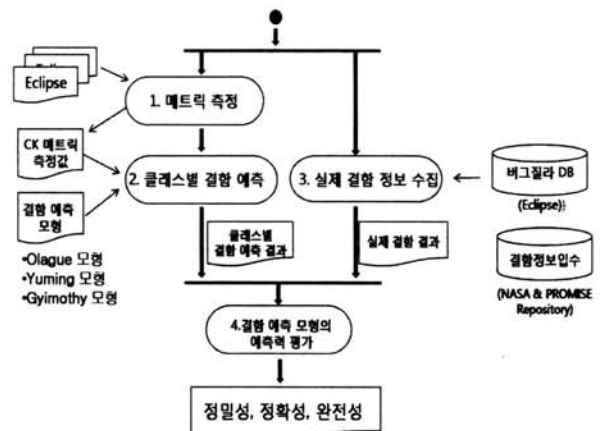 Eclipse
1. 메트릭 측정
CK 메트릭
측정값
2. 클래스별 결함 예측
3. 실제 결함 정보 수집
버그질라 DB
(Eclipse)
결함 예측
모형
•Olague 모형
•Yuming 모형
•Gyimothy 모형
클래스별
결함 예측 결과
실제 결함 결과
결함정보입수
(NASA & PROMISE
Repository)
4.결함 예측 모형의
예측력 평가
정밀성, 정확성, 완전성